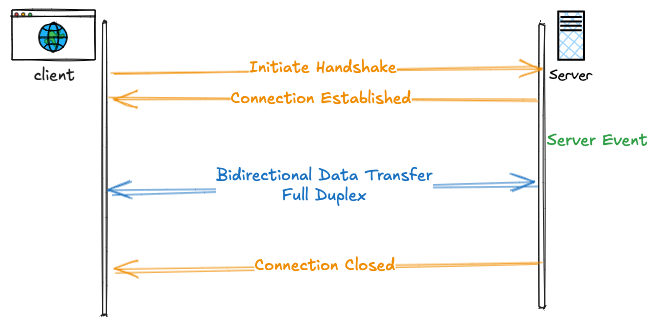 client
Server
Initiate Handshake
Connection Established
Server Event
Bidirectional Data Transfer
Full Duplex
Connection Closed